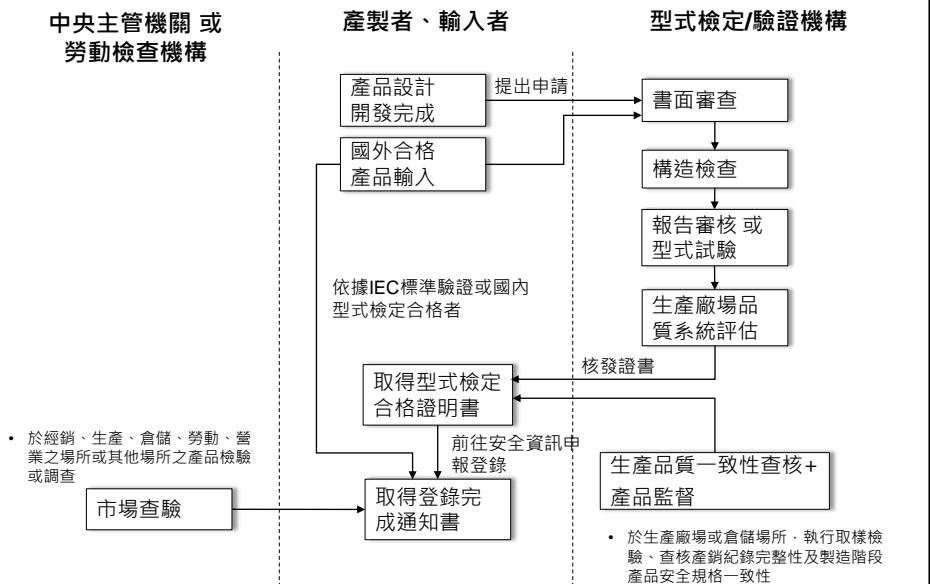 中央主管機關 或
勞動檢查機構
產製者、輸入者
型式檢定/驗證機構
產品設計
開發完成
提出申請
書面審查
國外合格
產品輸入
構造檢查
報告審核 或
型式試驗
依據IEC標準驗證或國內
型式檢定合格者
生產廠場品
質系統評估
核發證書
取得型式檢定
合格證明書
• 於經銷、生產、倉儲、勞動、營
業之場所或其他場所之產品檢驗
或調查
前往安全資訊申
報登錄
生產品質一致性查核+
產品監督
市場查驗
取得登錄完
成通知書
• 於生產廠場或倉儲場所，執行取樣檢
驗、查核產銷紀錄完整性及製造階段
產品安全規格一致性